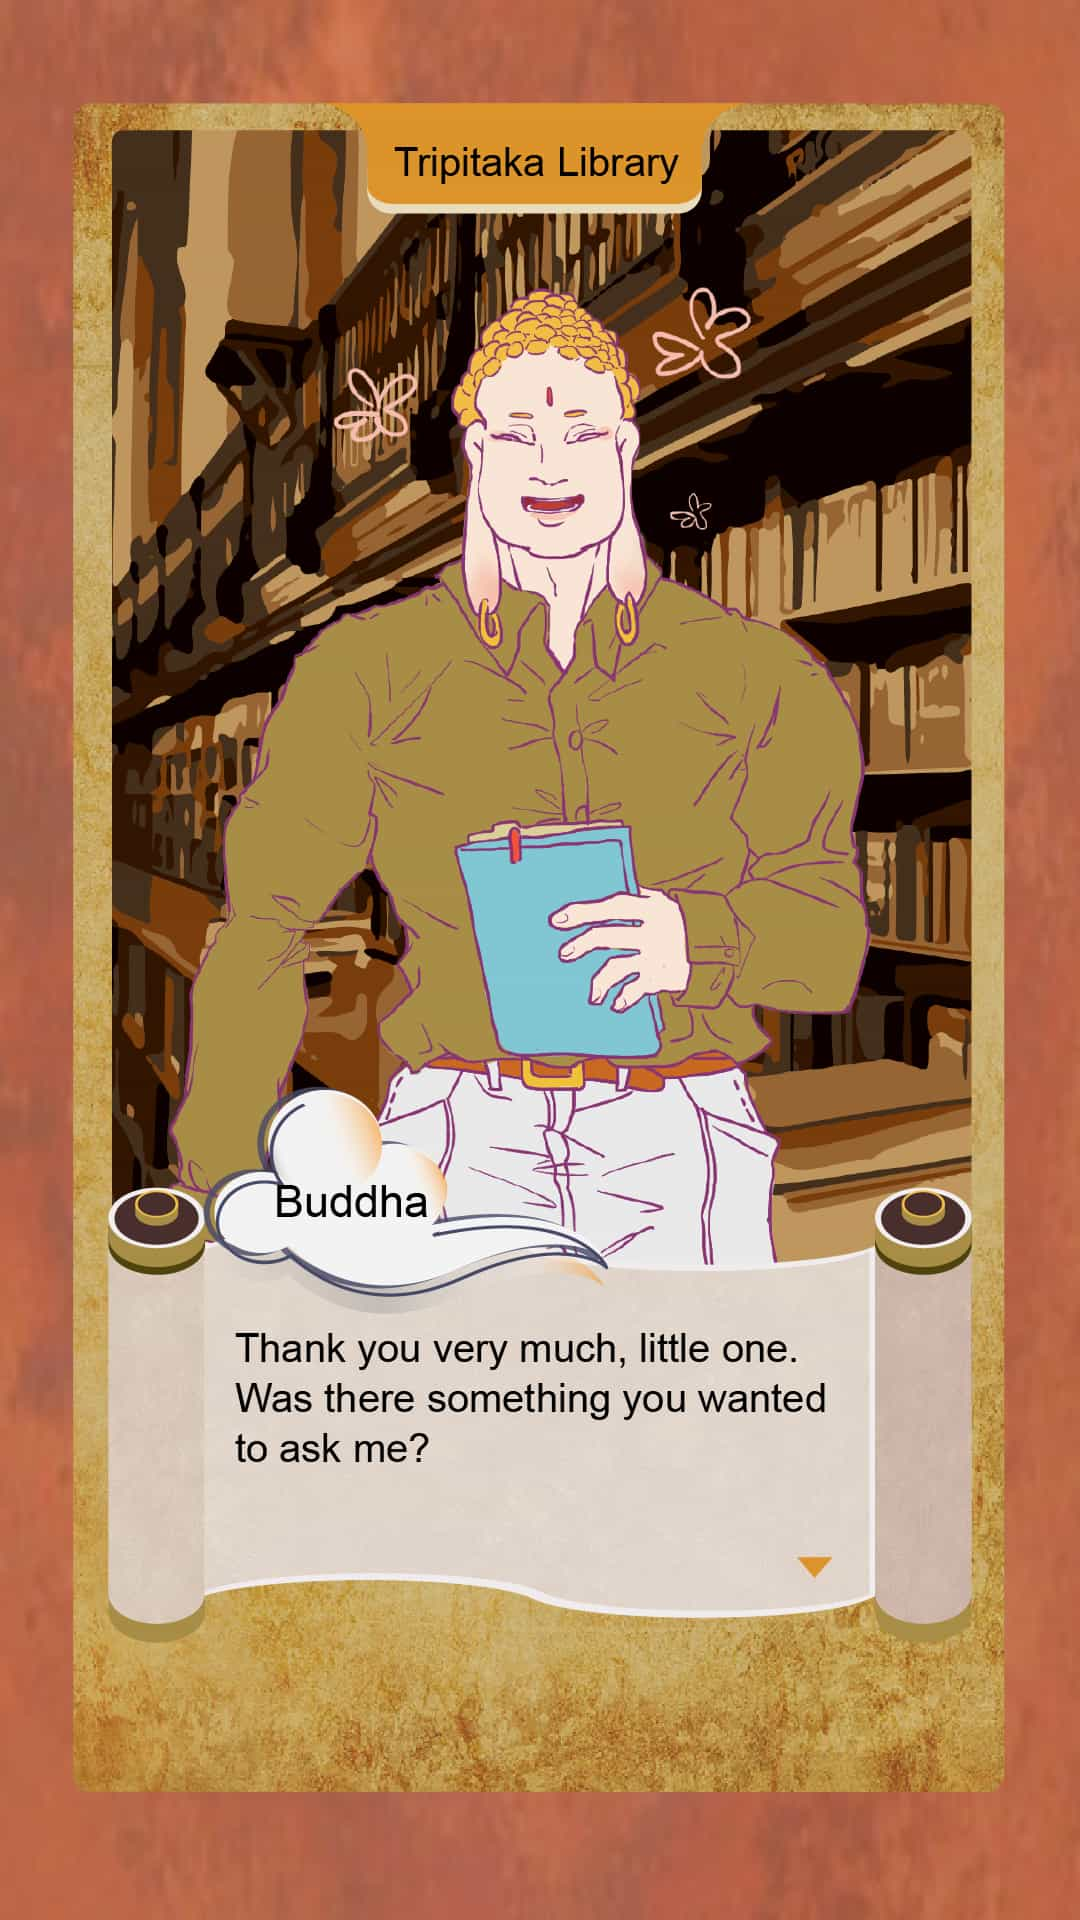 Tripitaka Library
Buddha
Thank you very much, little one.
Was there something you wanted
to ask me?